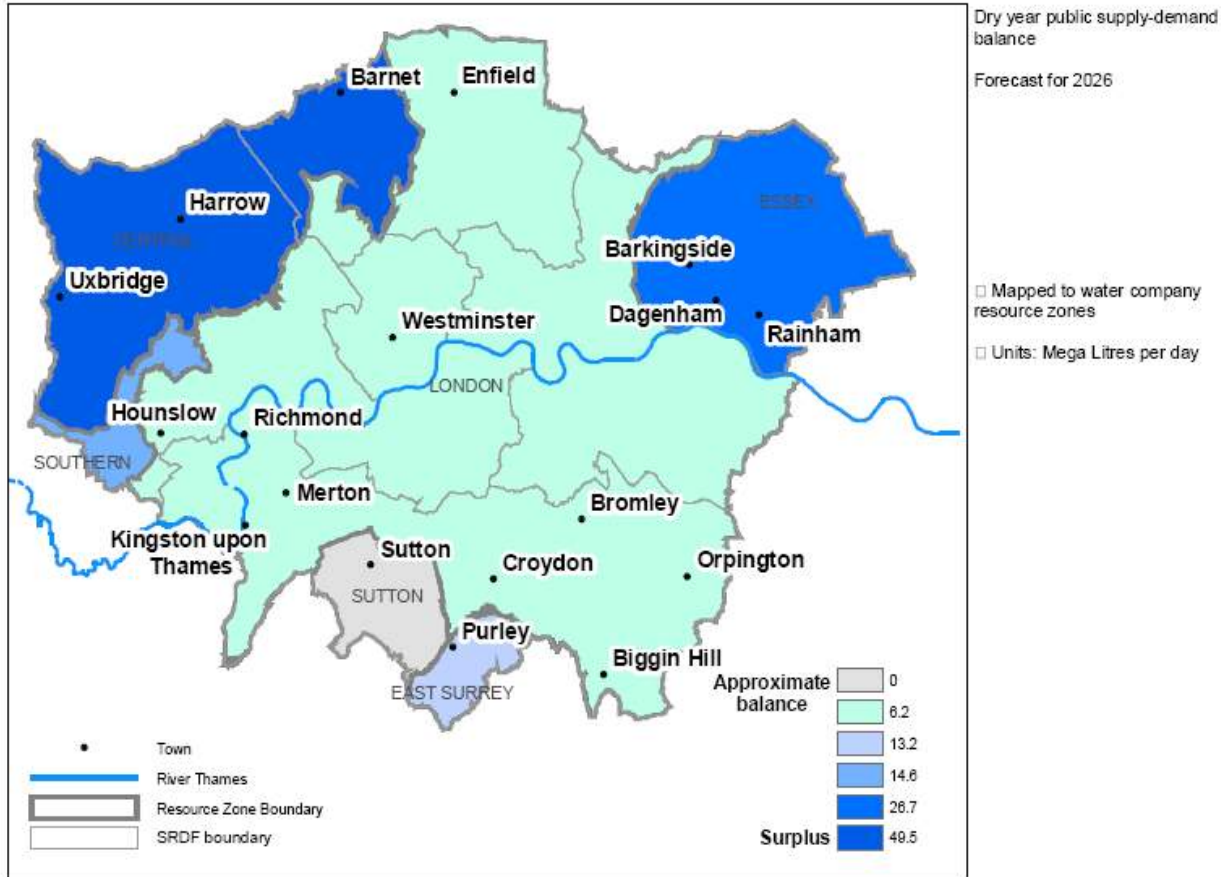 Dry year public supply-demand
balance
Forecast for 2026
□ Mapped to water company
resource zones
□ Units: Mega Litres per day
Barnet
Enfield
Harrow
CENTRAL
ESSEX
Barkingside
Uxbridge
Dagenham
Rainham
Westminster
LONDON
Hounslow
Richmond
SOUTHERN
Merton
Bromley
Kingston upon
Thames
Sutton
SUTTON
Croydon
Orpington
Purley
EAST SURREY
Biggin Hill
Approximate
balance
0
6.2
13.2
14.6
26.7
Surplus
49.5
Town
River Thames
Resource Zone Boundary
SRDF boundary